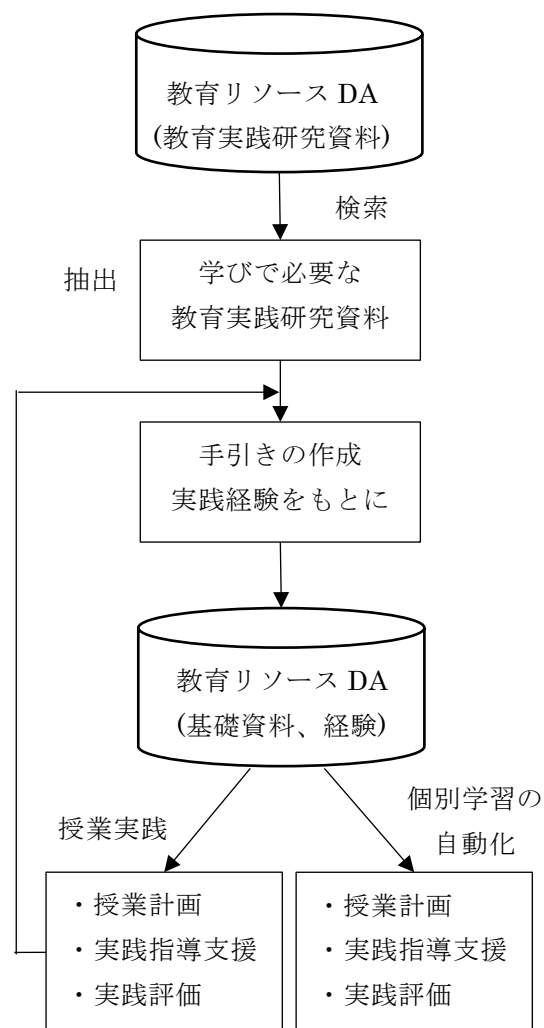 教育リソース DA
(教育実践研究資料)
検索
抽出
学びで必要な
教育実践研究資料
手引きの作成
実践経験をもとに
教育リソース DA
(基礎資料、経験)
授業実践
個別学習の
自動化
・授業計画
・実践指導支援
・実践評価
・授業計画
・実践指導支援
・実践評価